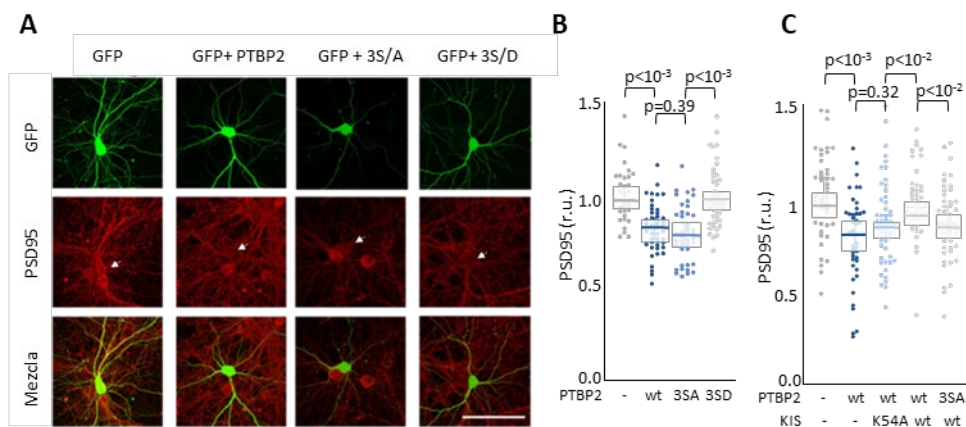 A
GFP GFP+ PTBP2 GFP + 3S/A GFP+ 3S/D
GFP
PSD95
Mezcla
B
p<10-3 p<10-3
p=0.39
1.5
1.0
0.5
0.0
PSD95 (r.u.)
PTBP2 - wt 3SA 3SD
C
p<10-2
p<10-3 p<10-2
p=0.32
1.5
1
0.5
0.0
PSD95 (r.u.)
PTBP2 - wt wt wt 3SA
KIS - - K54A wt wt